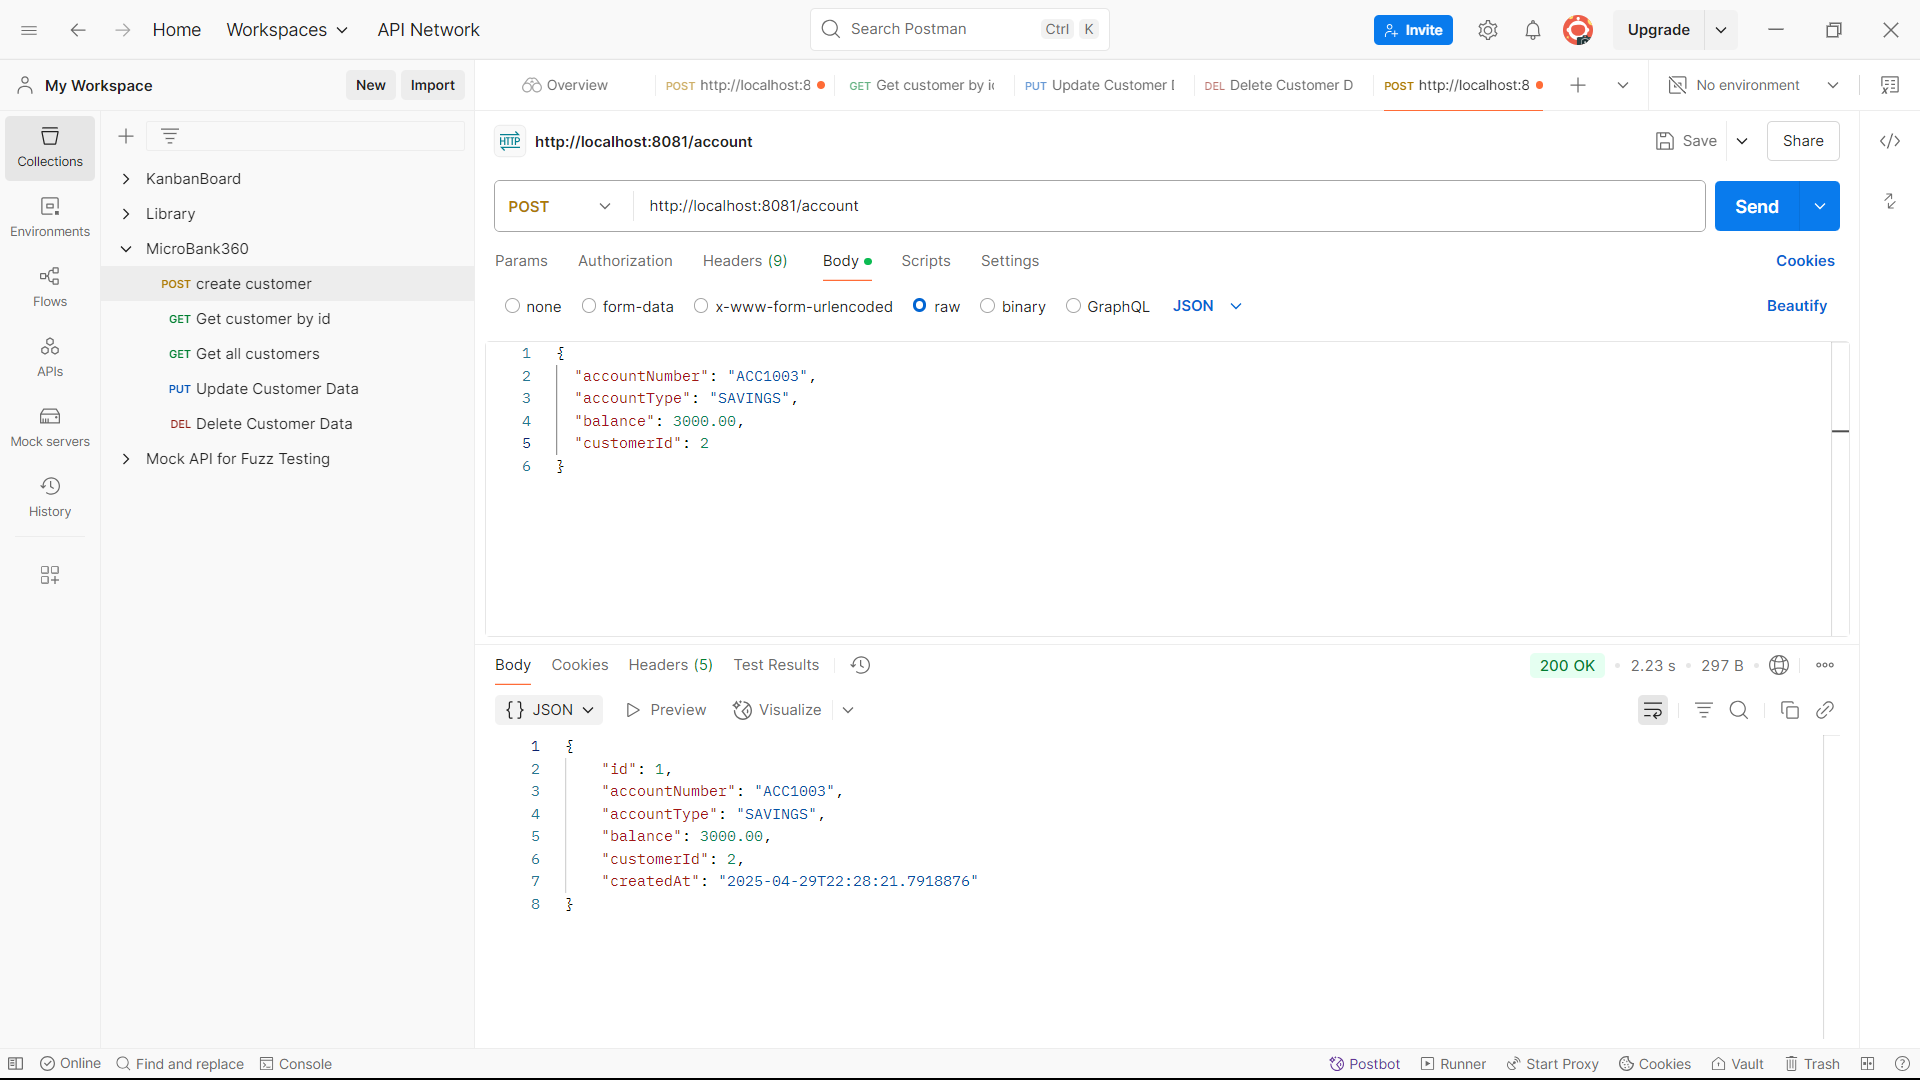 Home Workspaces API Network Search Postman Ctrl K Invite Upgrade
My Workspace New Import Overview POST http://localhost:8 GET Get customer by ic PUT Update Customer D DEL Delete Customer D POST http://localhost:8 No environment
Collections
Environments
Flows
APIs
Mock servers
History
KanbanBoard
Library
MicroBank360
POST create customer
GET Get customer by id
GET Get all customers
PUT Update Customer Data
DEL Delete Customer Data
Mock API for Fuzz Testing
HTTP http://localhost:8081/account Save Share
POST http://localhost:8081/account Send
Params Authorization Headers (9) Body Scripts Settings Cookies
none form-data x-www-form-urlencoded raw binary GraphQL JSON Beautify
1 {
2 "accountNumber": "ACC1003",
3 "accountType": "SAVINGS",
4 "balance": 3000.00,
5 "customerId": 2
6 }
Body Cookies Headers (5) Test Results 200 OK 2.23 s 297 B
{} JSON Preview Visualize
1 {
2 "id": 1,
3 "accountNumber": "ACC1003",
4 "accountType": "SAVINGS",
5 "balance": 3000.00,
6 "customerId": 2,
7 "createdAt": "2025-04-29T22:28:21.7918876"
8 }
Online Find and replace Console Postbot Runner Start Proxy Cookies Vault Trash